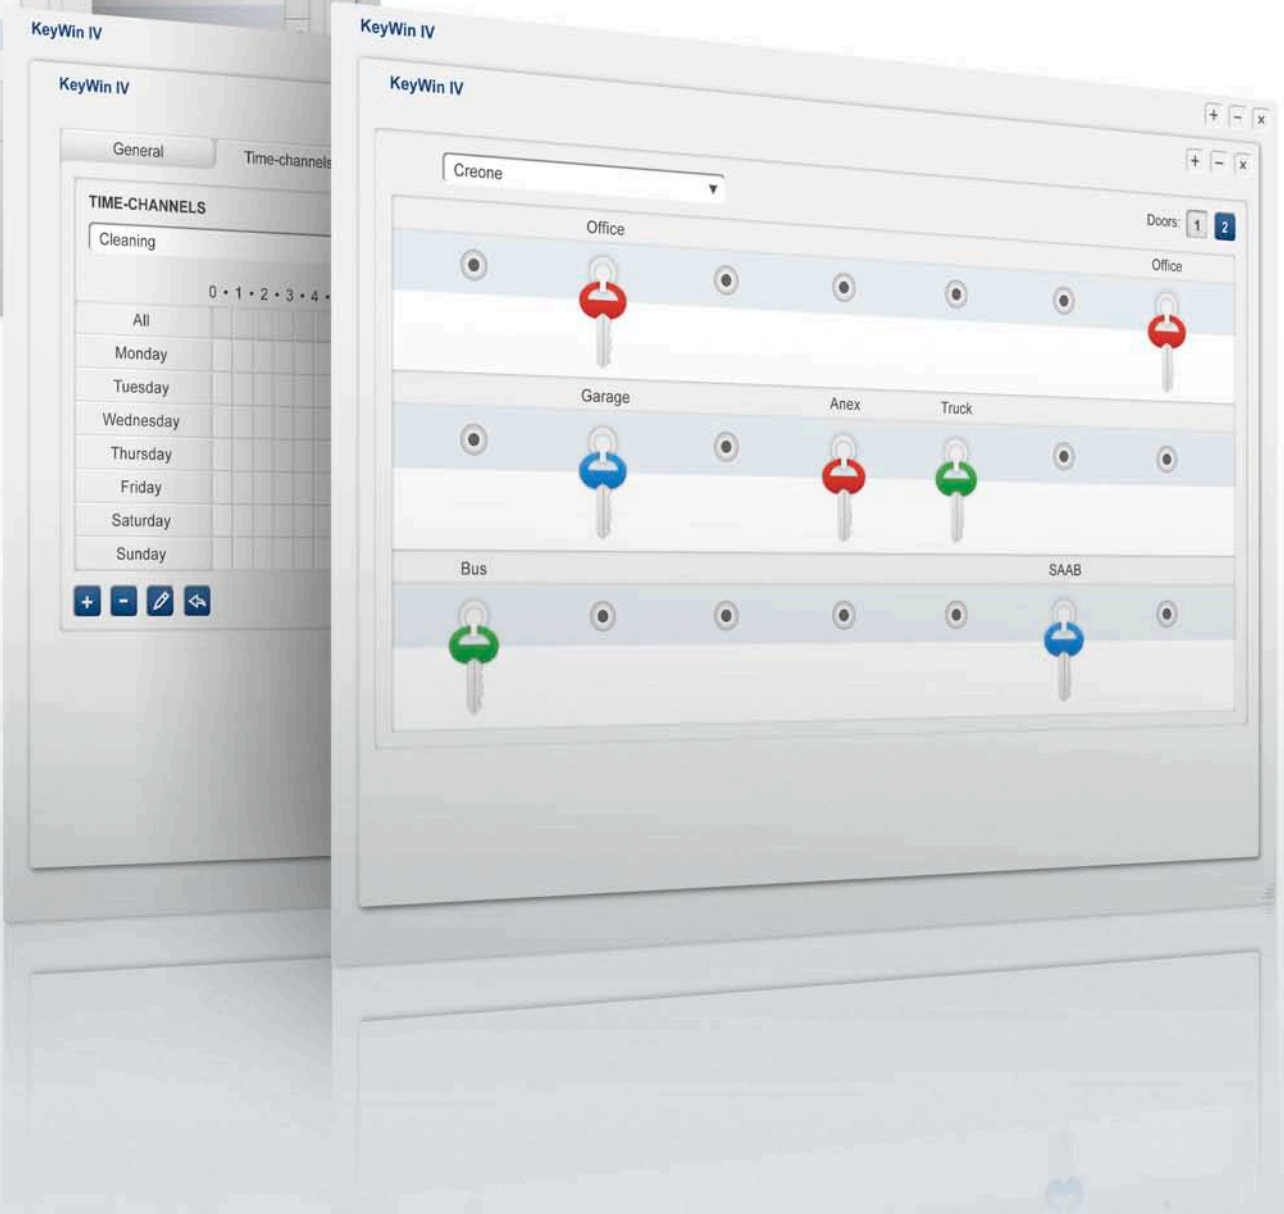 KeyWin IV
KeyWin IV
General
Time-channels
TIME-CHANNELS
Cleaning
0 • 1 • 2 • 3 • 4 •
All
Monday
Tuesday
Wednesday
Thursday
Friday
Saturday
Sunday
KeyWin IV
KeyWin IV
Creone
Doors: 1 2
Office
Office
Garage
Anex
Truck
Bus
SAAB